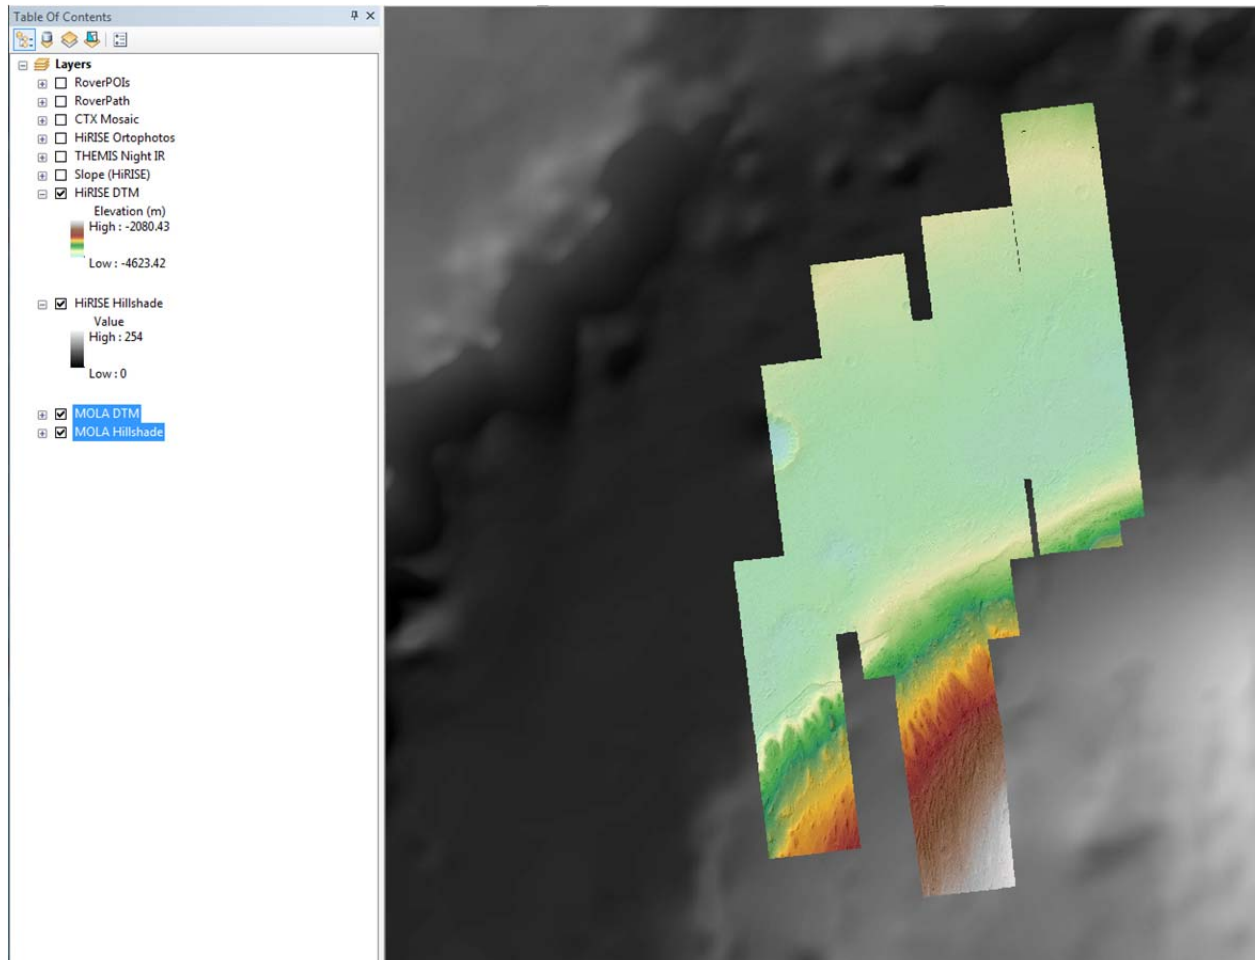 Table Of Contents
Layers
RoverPOIs
RoverPath
CTX Mosaic
HiRISE Ortophotos
THEMIS Night IR
Slope (HiRISE)
HiRISE DTM
Elevation (m)
High : -2080.43
Low : -4623.42
HiRISE Hillshade
Value
High : 254
Low : 0
MOLA DTM
MOLA Hillshade